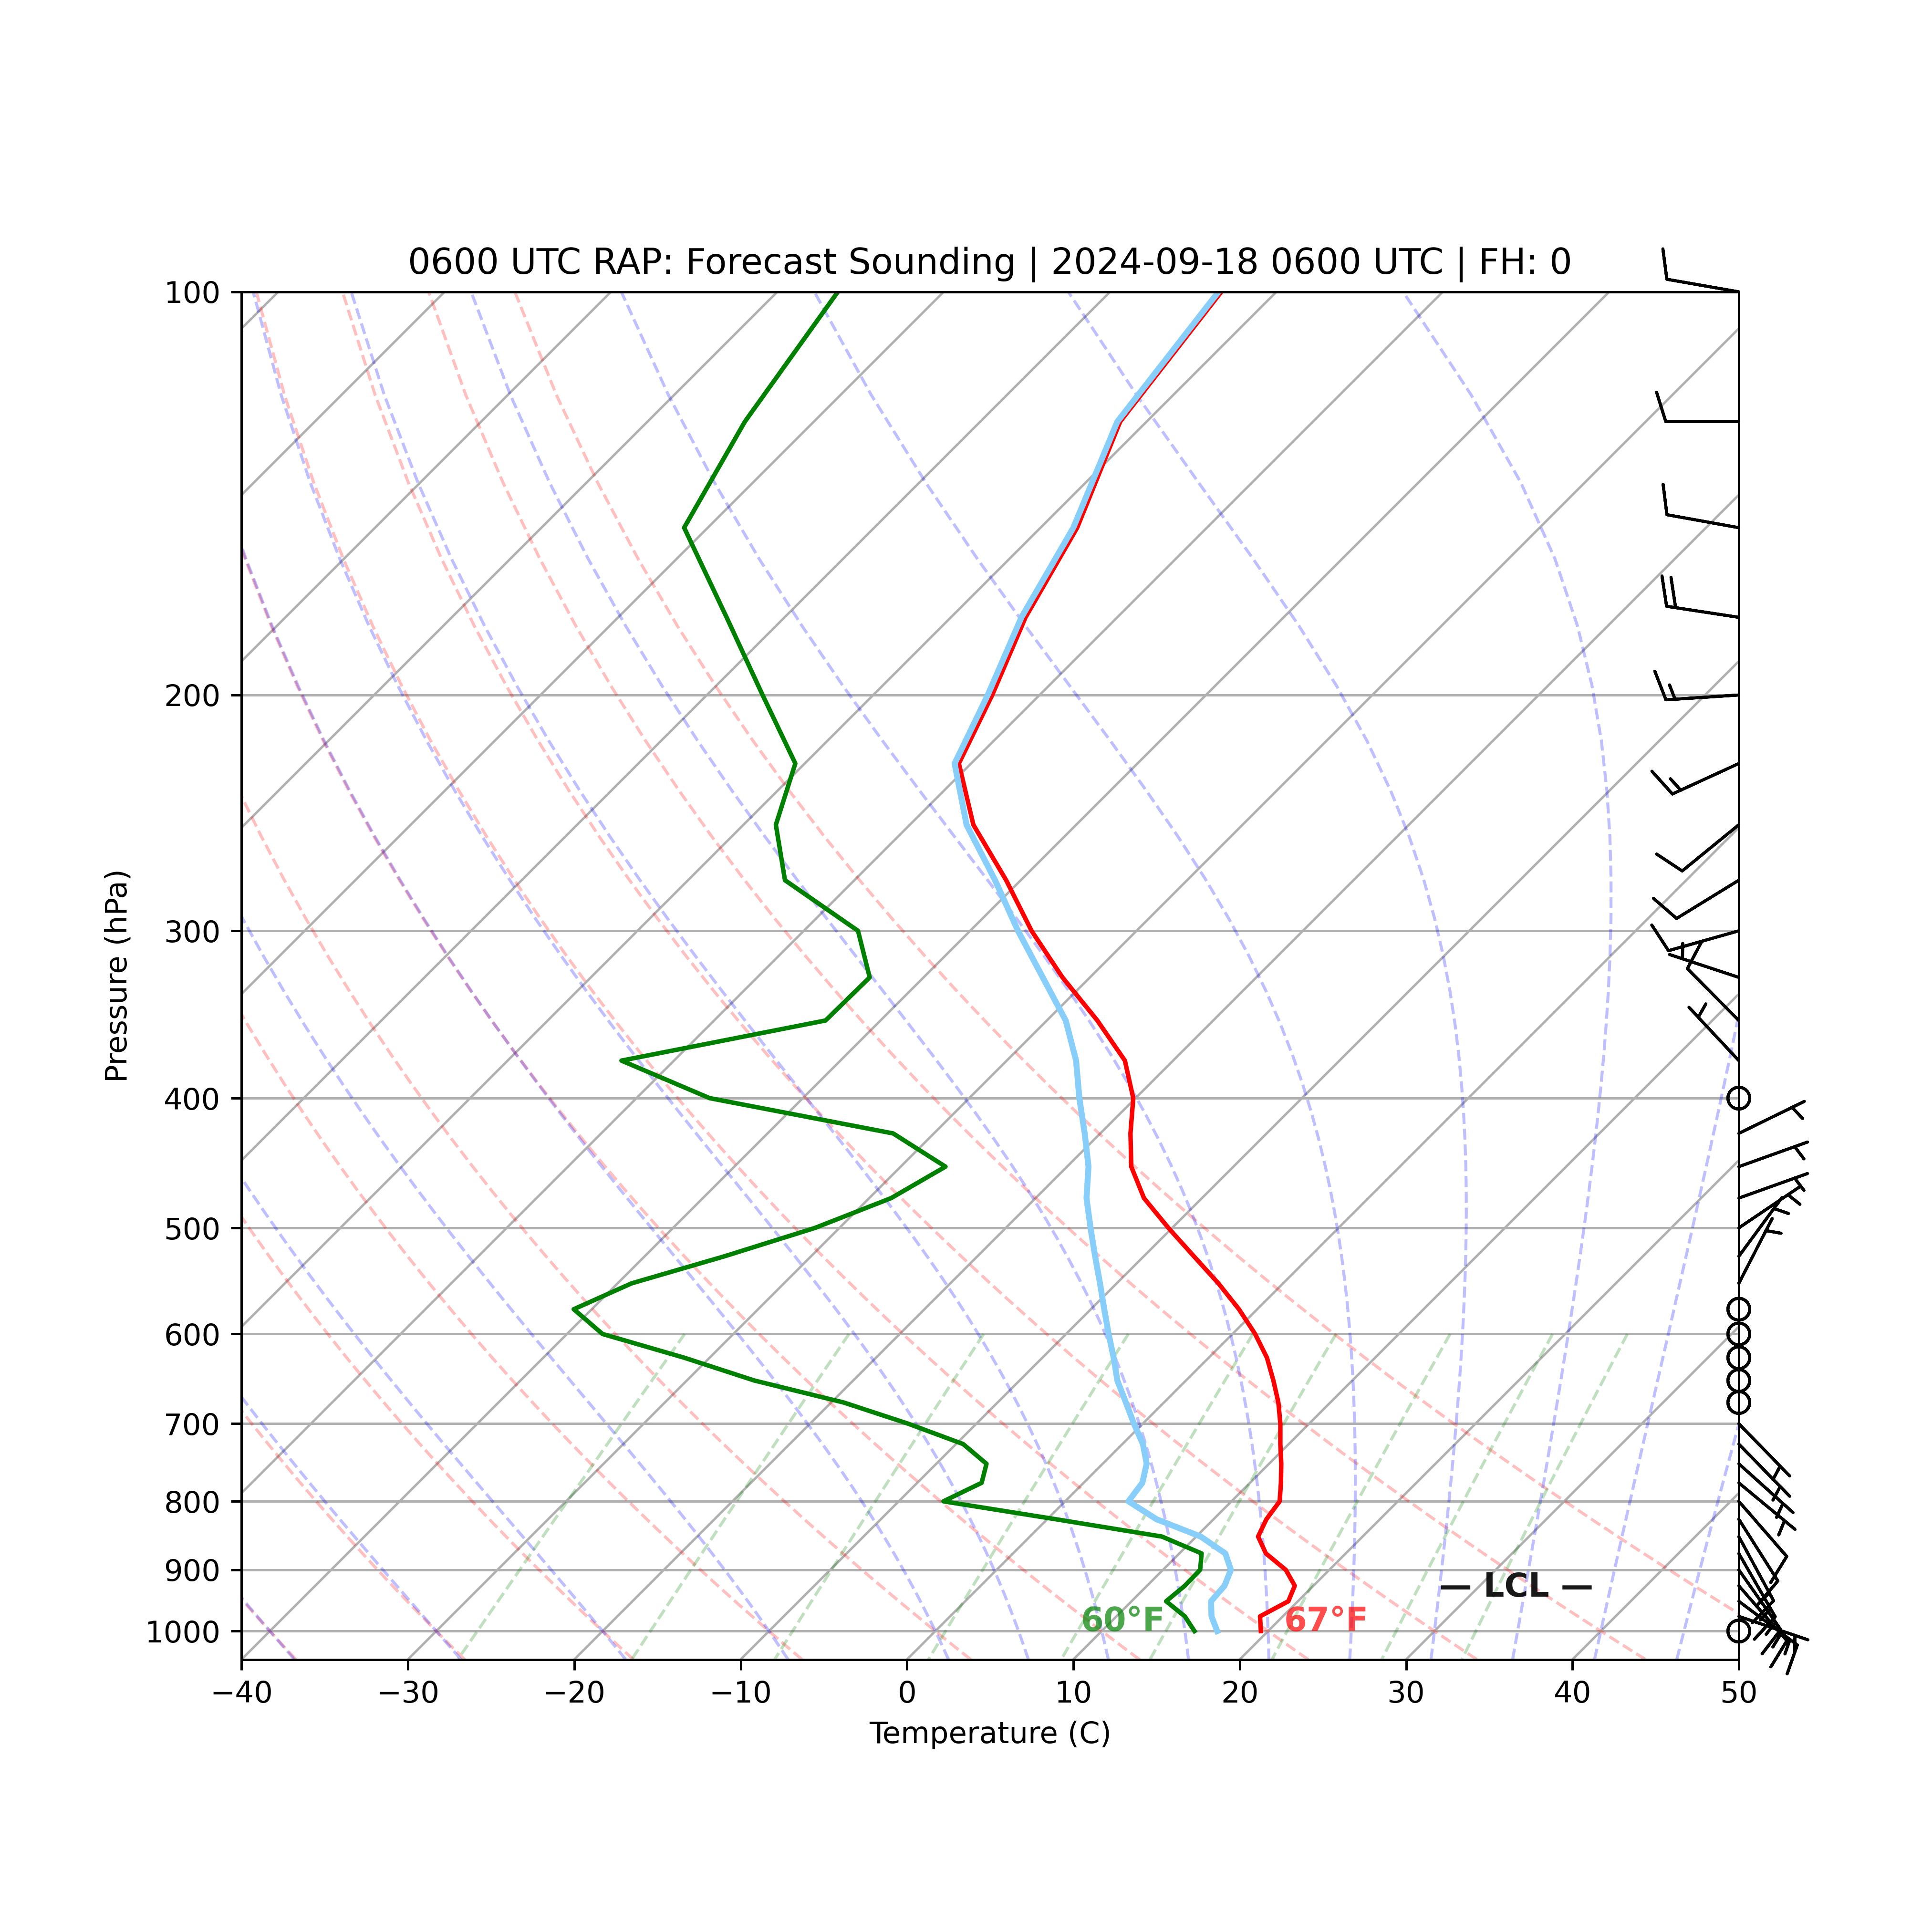 0600 UTC RAP: Forecast Sounding | 2024-09-18 0600 UTC | FH: 0
100
200
300
400
500
600
700
800
900
1000
Pressure (hPa)
— LCL —
60°F
67°F
−40 −30 −20 −10 0 10 20 30 40 50
Temperature (C)